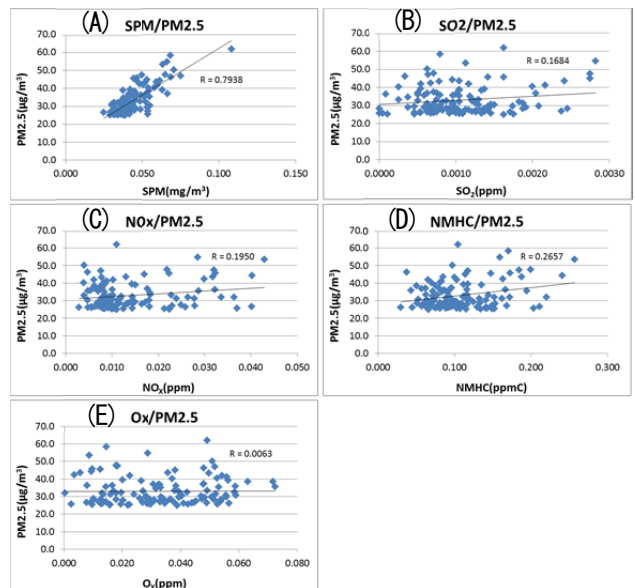 (A) SPM/PM2.5
70.0
60.0
50.0
40.0
30.0
20.0
10.0
0.0
PM2.5(μg/m³)
R = 0.7938
0.000 0.050 0.100 0.150
SPM(mg/m³)
(B) SO2/PM2.5
70.0
60.0
50.0
40.0
30.0
20.0
10.0
0.0
PM2.5(μg/m³)
R = 0.1684
0.0000 0.0010 0.0020 0.0030
SO₂(ppm)
(C) NOx/PM2.5
70.0
60.0
50.0
40.0
30.0
20.0
10.0
0.0
PM2.5(μg/m³)
R = 0.1950
0.000 0.010 0.020 0.030 0.040 0.050
NOₓ(ppm)
(D) NMHC/PM2.5
70.0
60.0
50.0
40.0
30.0
20.0
10.0
0.0
PM2.5(μg/m³)
R = 0.2657
0.000 0.100 0.200 0.300
NMHC(ppmC)
(E) Ox/PM2.5
70.0
60.0
50.0
40.0
30.0
20.0
10.0
0.0
PM2.5(μg/m³)
R = 0.0063
0.000 0.020 0.040 0.060 0.080
Oₓ(ppm)